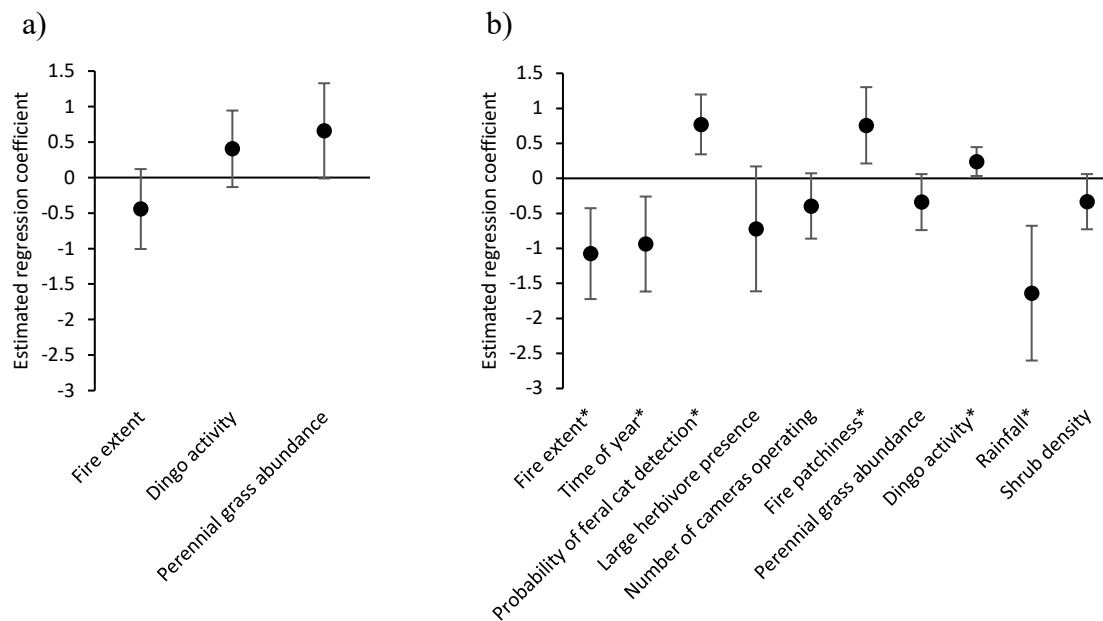 a)
1.5
1
0.5
0
-0.5
-1
-1.5
-2
-2.5
-3
Estimated regression coefficient
Fire extent
Dingo activity
Perennial grass abundance
b)
1.5
1
0.5
0
-0.5
-1
-1.5
-2
-2.5
-3
Estimated regression coefficient
Fire extent*
Time of year*
Probability of feral cat detection*
Large herbivore presence
Number of cameras operating
Fire patchiness*
Perennial grass abundance
Dingo activity*
Rainfall*
Shrub density